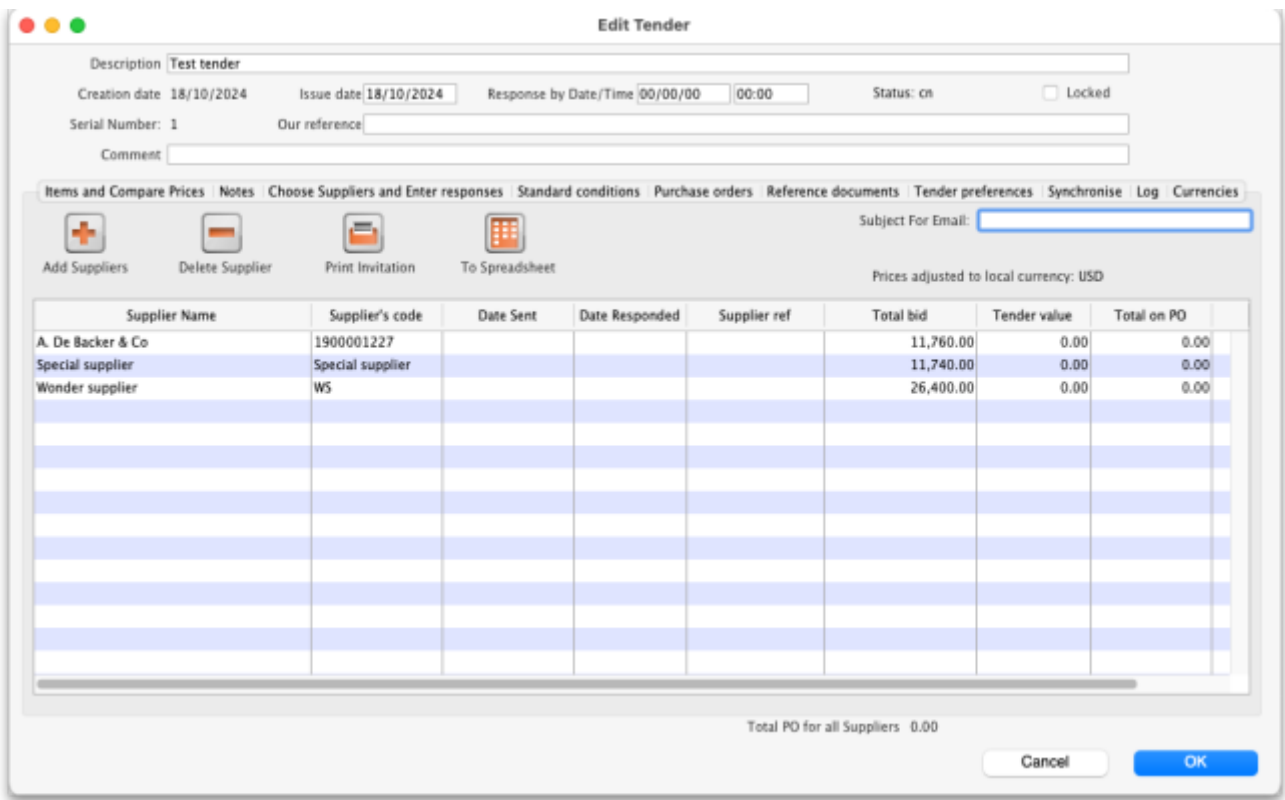 Edit Tender
Description Test tender
Creation date 18/10/2024 Issue date 18/10/2024 Response by Date/Time 00/00/00 00:00 Status: cn Locked
Serial Number: 1 Our reference
Comment
Items and Compare Prices Notes Choose Suppliers and Enter responses Standard conditions Purchase orders Reference documents Tender preferences Synchronise Log Currencies
Subject For Email:
Add Suppliers Delete Supplier Print Invitation To Spreadsheet
Prices adjusted to local currency: USD
Supplier Name Supplier's code Date Sent Date Responded Supplier ref Total bid Tender value Total on PO
A. De Backer & Co 1900001227 11,760.00 0.00 0.00
Special supplier Special supplier 11,740.00 0.00 0.00
Wonder supplier WS 26,400.00 0.00 0.00
Total PO for all Suppliers 0.00
Cancel OK